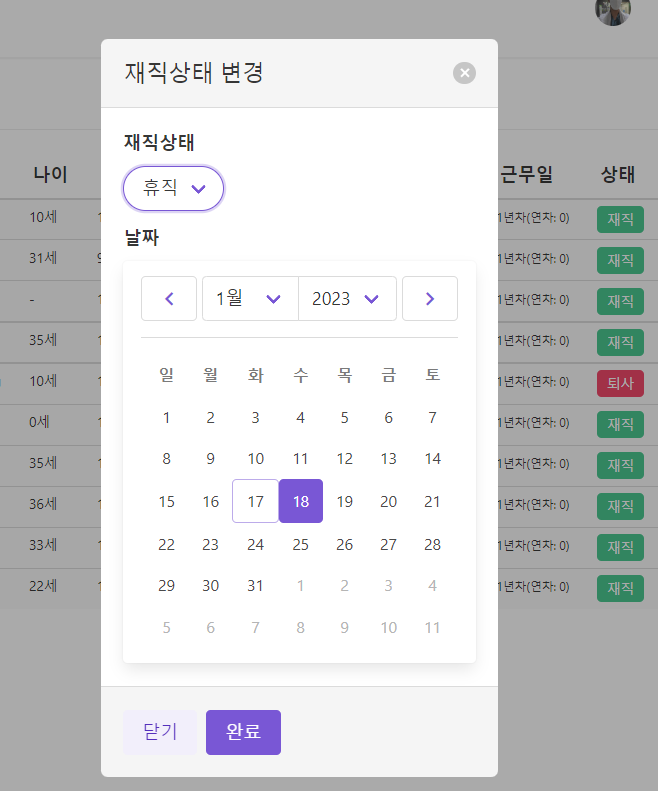 재직상태 변경
재직상태
휴직
날짜
1월 2023
일 월 화 수 목 금 토
1 2 3 4 5 6 7
8 9 10 11 12 13 14
15 16 17 18 19 20 21
22 23 24 25 26 27 28
29 30 31 1 2 3 4
5 6 7 8 9 10 11
닫기 완료
나이 근무일 상태
10세 1년차(연차: 0) 재직
31세 1년차(연차: 0) 재직
- 1년차(연차: 0) 재직
35세 1년차(연차: 0) 재직
10세 1년차(연차: 0) 퇴사
0세 1년차(연차: 0) 재직
35세 1년차(연차: 0) 재직
36세 1년차(연차: 0) 재직
33세 1년차(연차: 0) 재직
22세 1년차(연차: 0) 재직